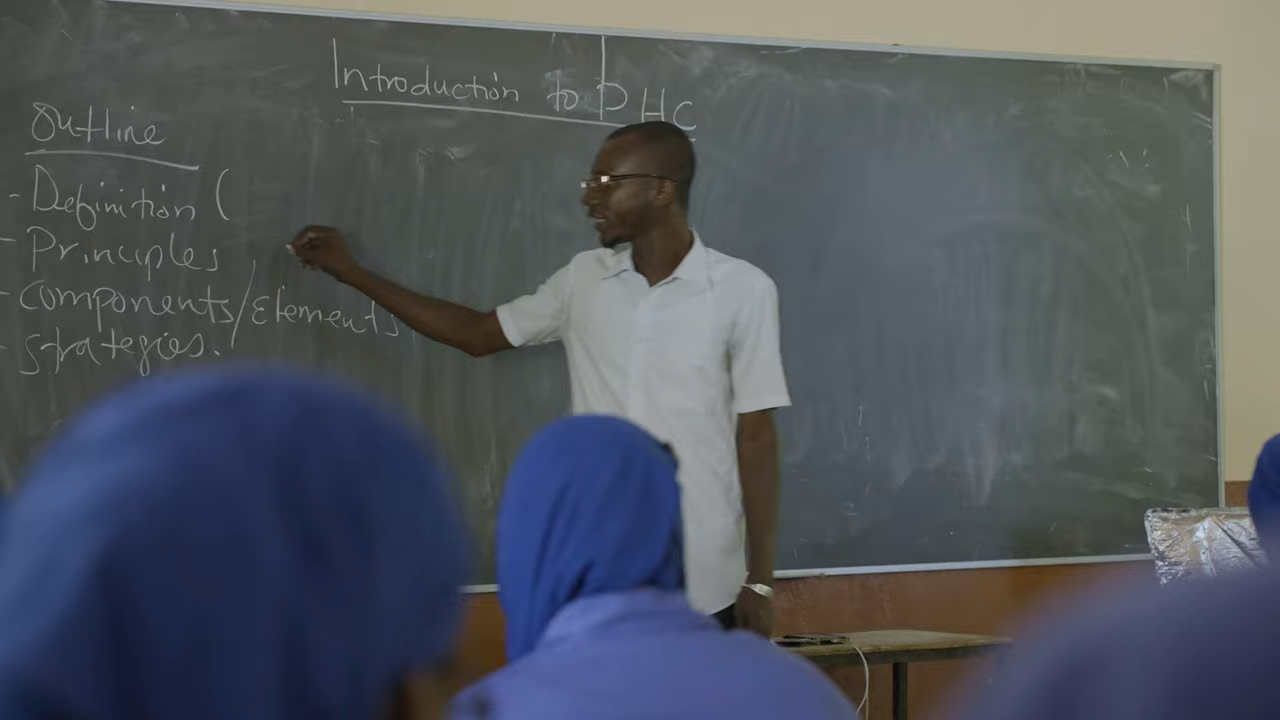 Introduction to PHC
Outline
- Definition (
- Principles
- components/Elements
- strategies.